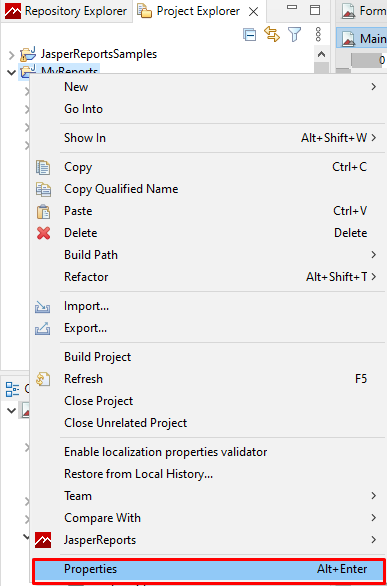 Repository Explorer Project Explorer Form
Main
0
JasperReportsSamples
MyReports
New
Go Into
Show In Alt+Shift+W
Copy Ctrl+C
Copy Qualified Name
Paste Ctrl+V
Delete Delete
Build Path
Refactor Alt+Shift+T
Import...
Export...
Build Project
Refresh F5
Close Project
Close Unrelated Project
Enable localization properties validator
Restore from Local History...
Team
Compare With
JasperReports
Properties Alt+Enter